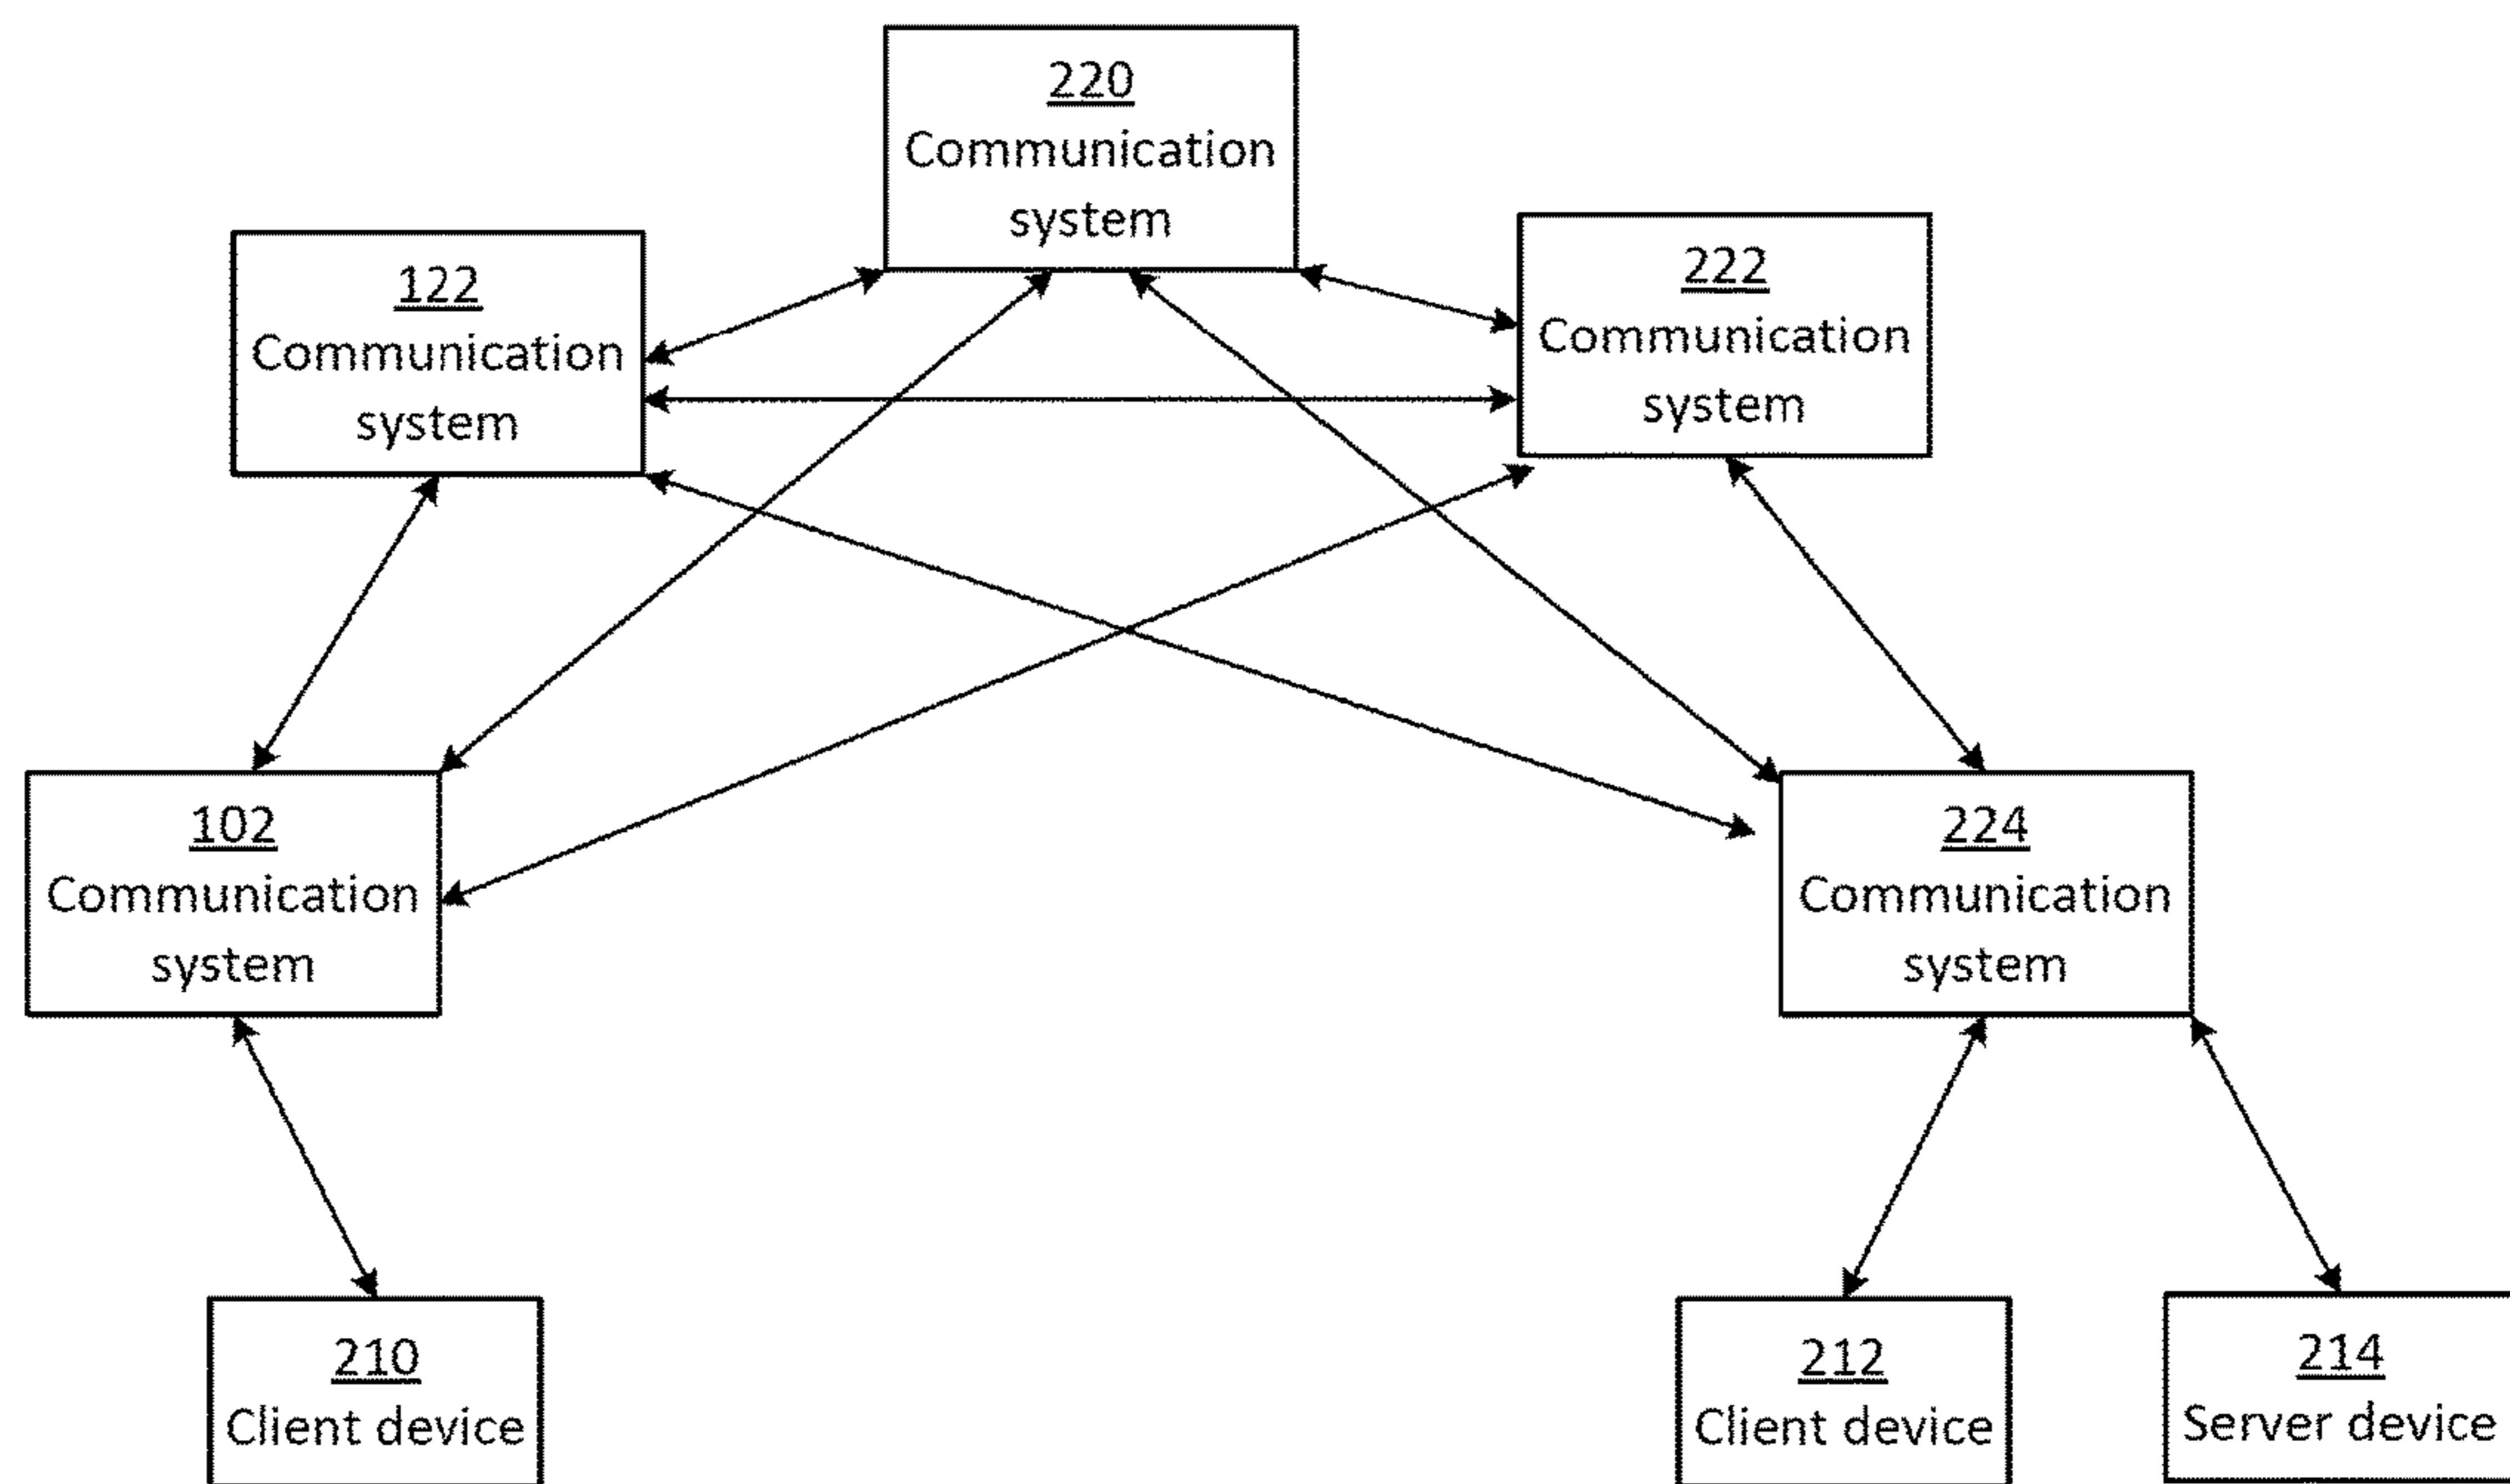 220
Communication
system
122
Communication
system
222
Communication
system
102
Communication
system
224
Communication
system
210
Client device
212
Client device
214
Server device